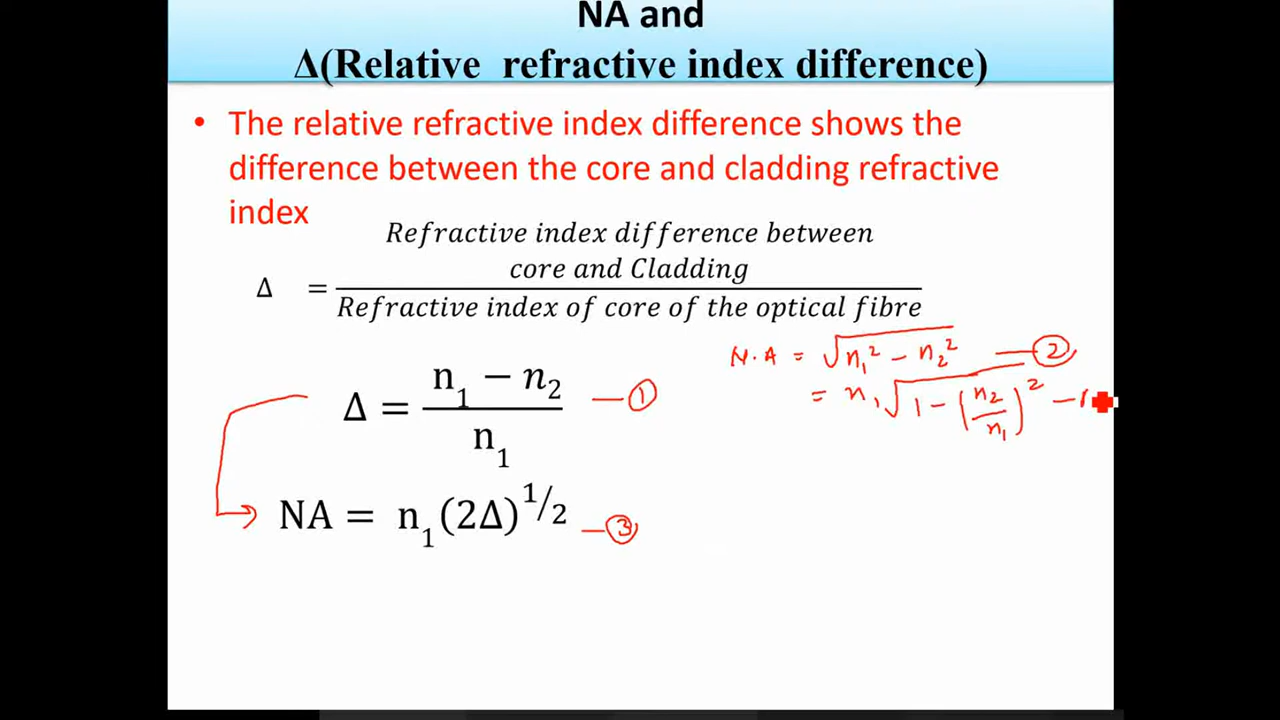 NA and
Δ(Relative refractive index difference)
• The relative refractive index difference shows the
difference between the core and cladding refractive
index
Δ = Refractive index difference between
core and Cladding
Refractive index of core of the optical fibre
N.A = √n₁² − n₂² —②
= n₁√1 − (n₂/n₁)² —
Δ = n₁ − n₂ / n₁ —①
NA = n₁(2Δ)^1/2 —③